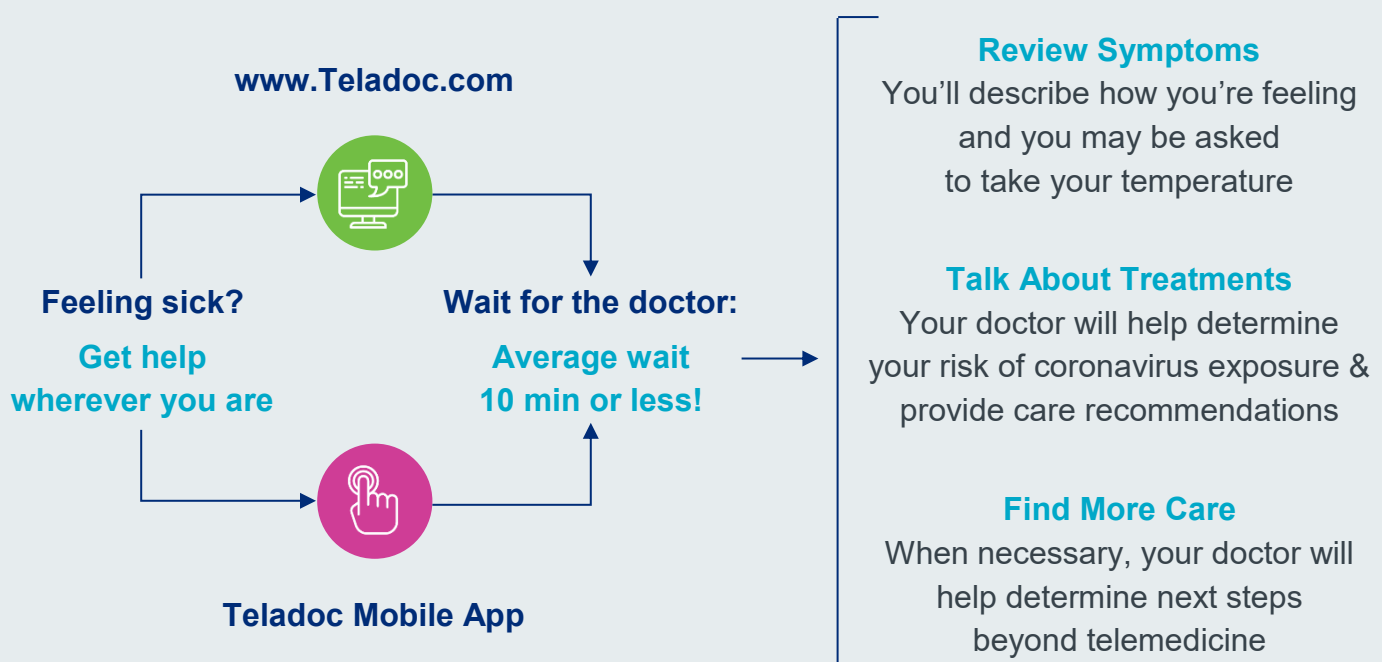 www.Teladoc.com
Feeling sick?
Get help
wherever you are
Wait for the doctor:
Average wait
10 min or less!
Teladoc Mobile App
Review Symptoms
You’ll describe how you’re feeling
and you may be asked
to take your temperature
Talk About Treatments
Your doctor will help determine
your risk of coronavirus exposure &
provide care recommendations
Find More Care
When necessary, your doctor will
help determine next steps
beyond telemedicine